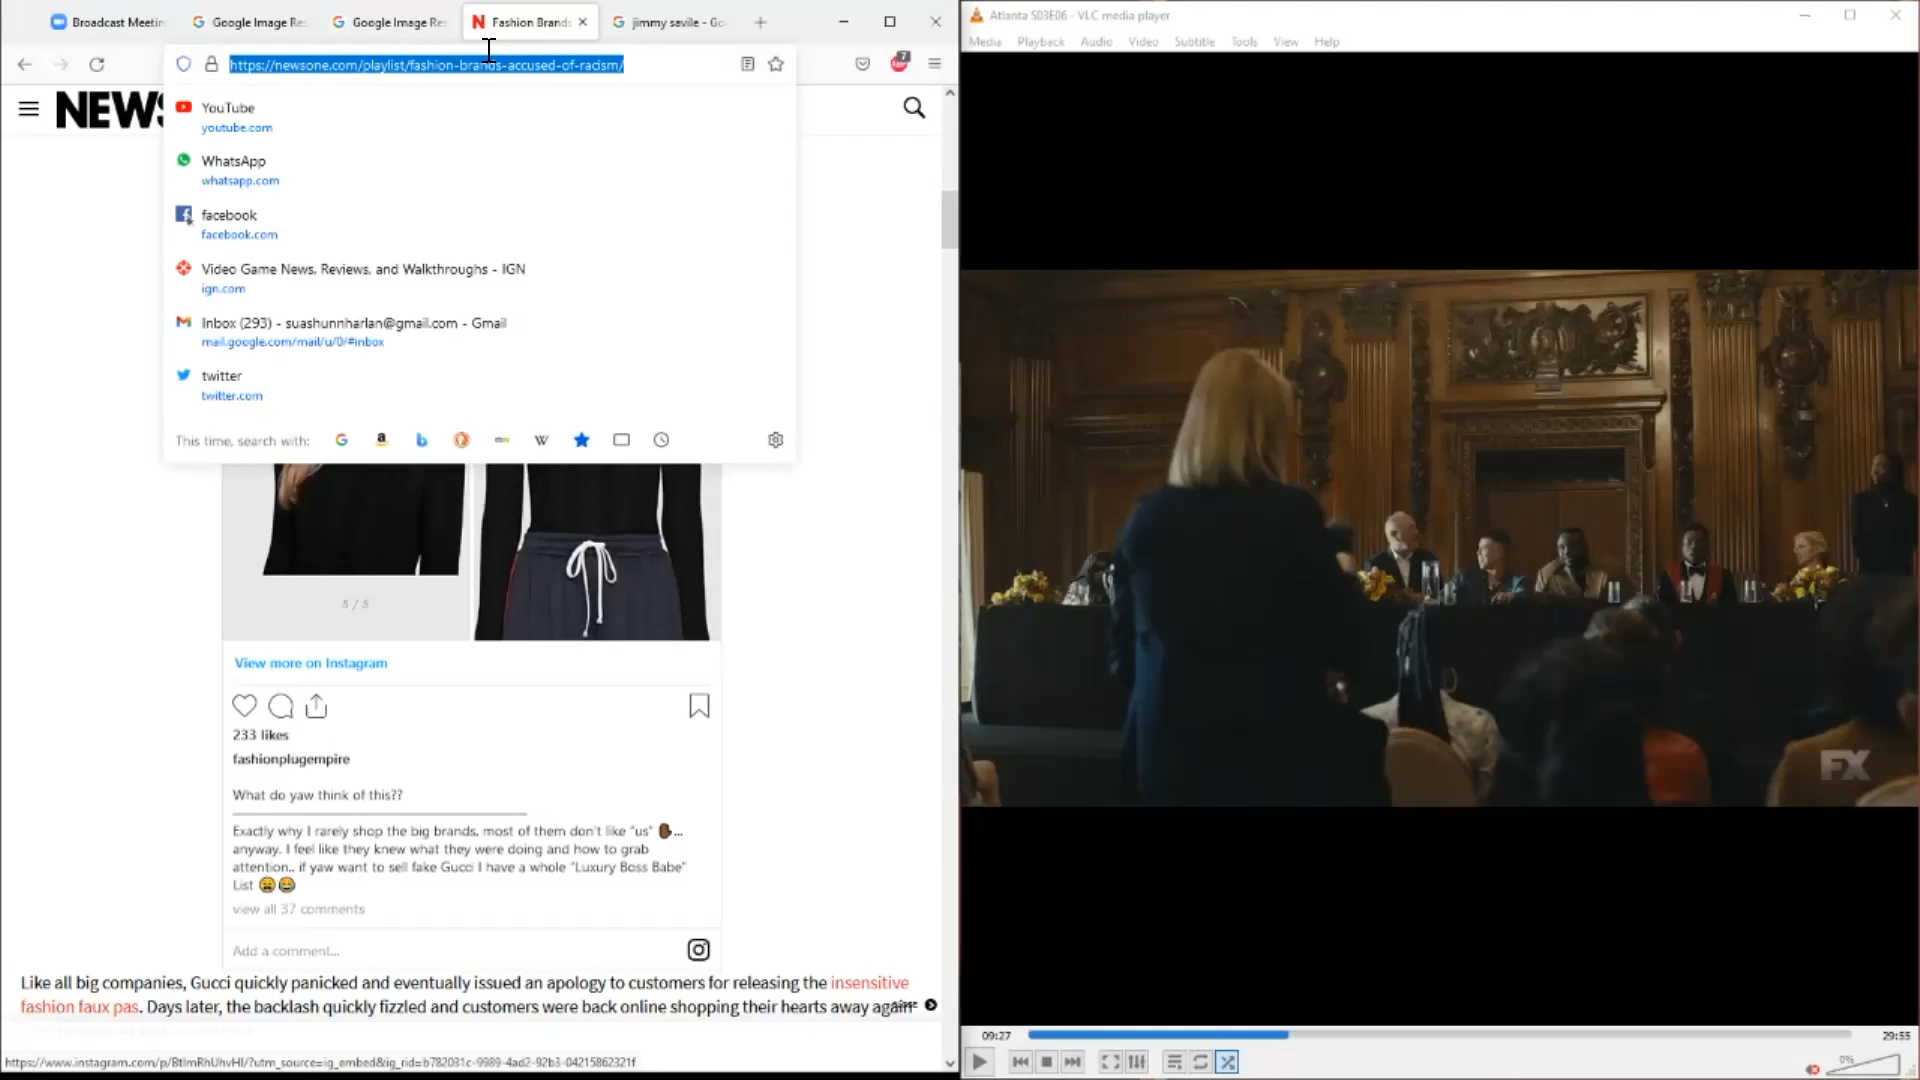 Broadcast Meetin
Google Image Re
Google Image Re
Fashion Brands
jimmy savile - Go
https://newsone.com/playlist/fashion-brands-accused-of-racism/
7
NEWS
YouTube
youtube.com
WhatsApp
whatsapp.com
facebook
facebook.com
Video Game News, Reviews, and Walkthroughs - IGN
ign.com
Inbox (293) - suashunnharlan@gmail.com - Gmail
mail.google.com/mail/u/0/#inbox
twitter
twitter.com
This time, search with:
5 / 5
View more on Instagram
233 likes
fashionplugempire
What do yaw think of this??
Exactly why I rarely shop the big brands, most of them don't like "us" ✋🏿...
anyway. I feel like they knew what they were doing and how to grab
attention.. if yaw want to sell fake Gucci I have a whole "Luxury Boss Babe"
List 😩😂
view all 37 comments
Add a comment...
Like all big companies, Gucci quickly panicked and eventually issued an apology to customers for releasing the insensitive
fashion faux pas. Days later, the backlash quickly fizzled and customers were back online shopping their hearts away again.
https://www.instagram.com/p/BtImRhUhvHI/?utm_source=ig_embed&ig_rid=b782031c-9989-4ad2-92b3-04215862321f
Atlanta S03E06 - VLC media player
Media Playback Audio Video Subtitle Tools View Help
FX
09:27
29:55
0%